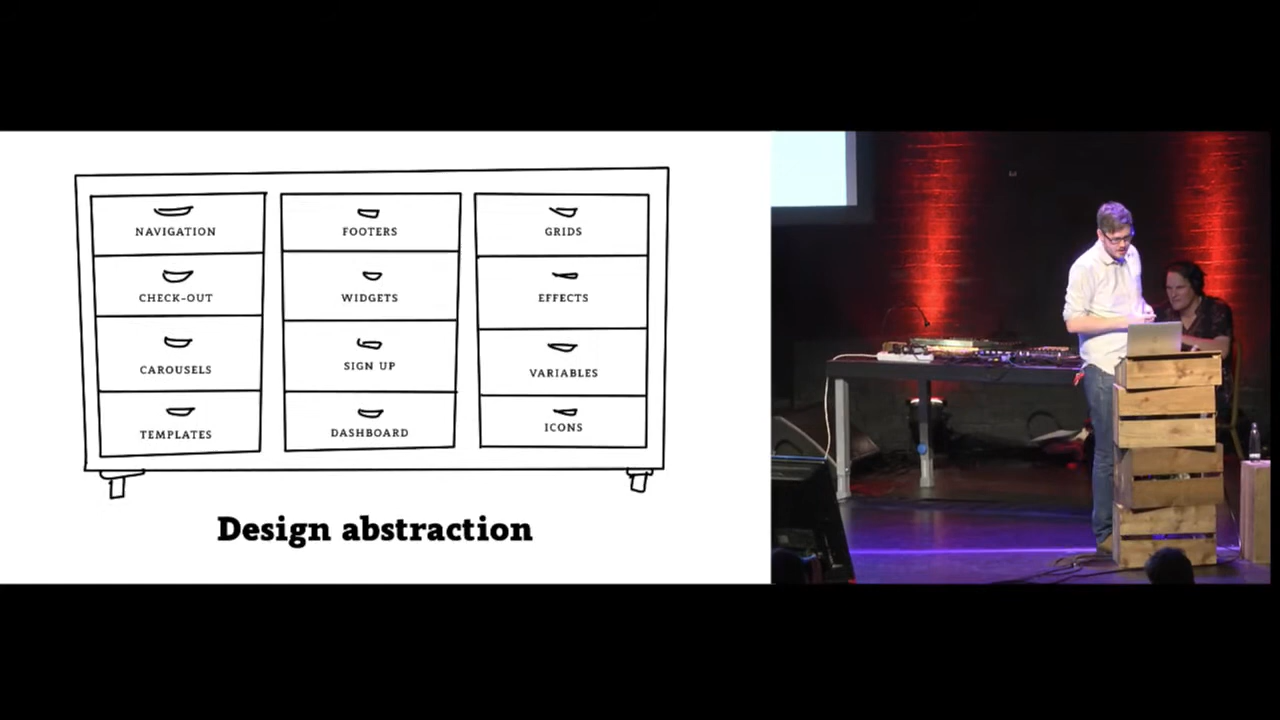 NAVIGATION
CHECK-OUT
CAROUSELS
TEMPLATES
FOOTERS
WIDGETS
SIGN UP
DASHBOARD
GRIDS
EFFECTS
VARIABLES
ICONS
Design abstraction